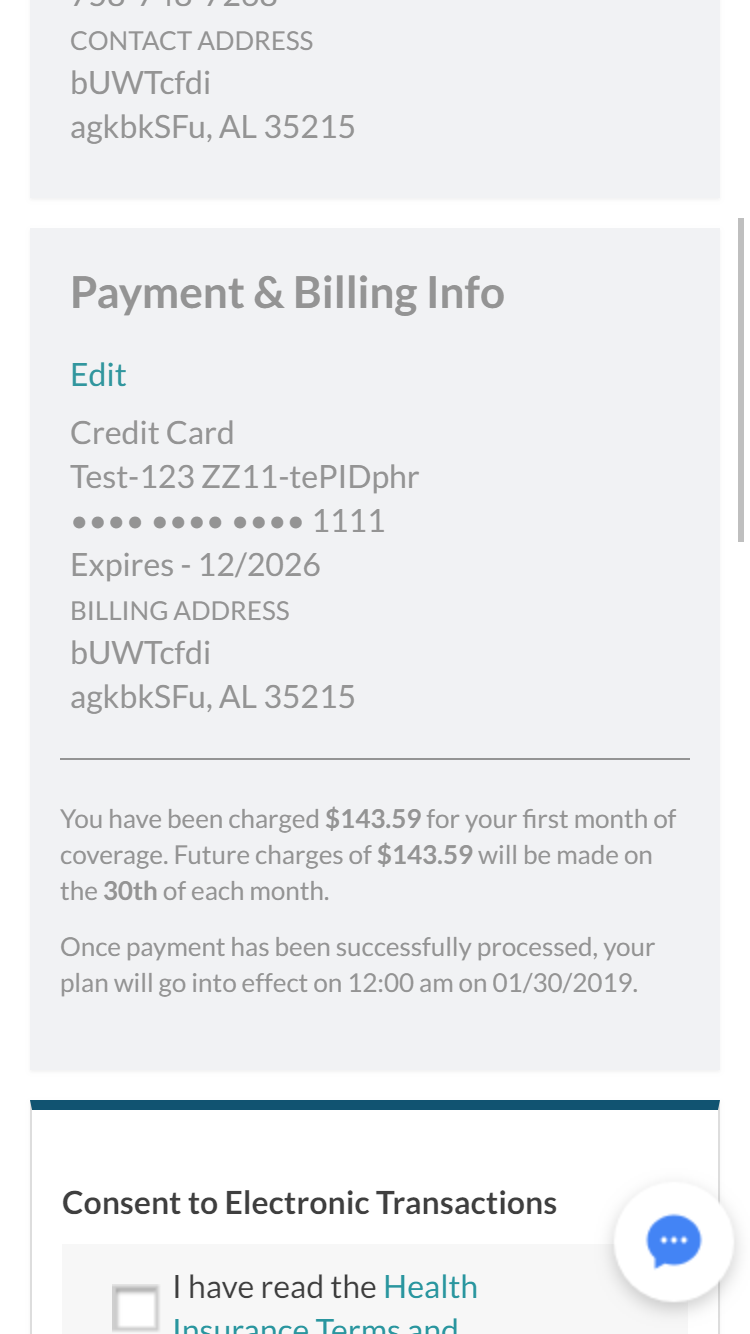 CONTACT ADDRESS
bUWTcfdi
agkbkSFu, AL 35215
Payment & Billing Info
Edit
Credit Card
Test-123 ZZ11-tePIDphr
•••• •••• •••• 1111
Expires - 12/2026
BILLING ADDRESS
bUWTcfdi
agkbkSFu, AL 35215
You have been charged $143.59 for your first month of
coverage. Future charges of $143.59 will be made on
the 30th of each month.
Once payment has been successfully processed, your
plan will go into effect on 12:00 am on 01/30/2019.
Consent to Electronic Transactions
I have read the Health
Insurance Terms and